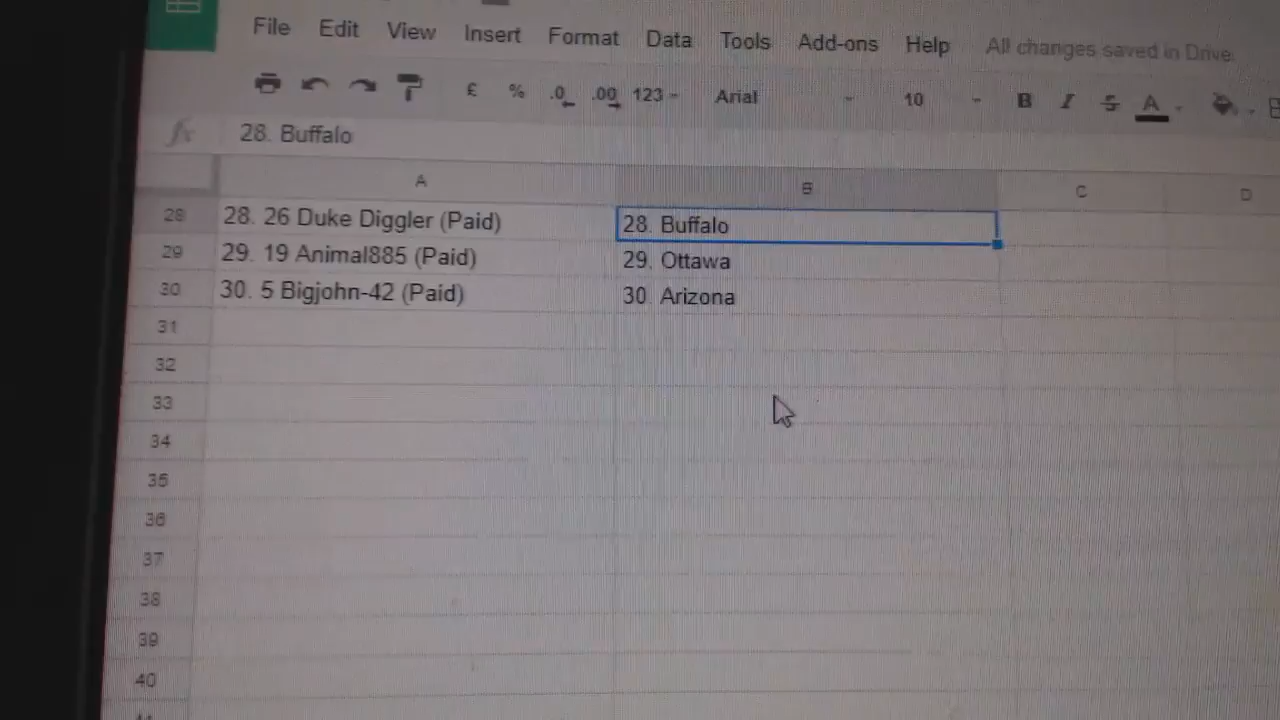 File Edit View Insert Format Data Tools Add-ons Help All changes saved in Drive
£ % .0 .00 123 Arial 10 B I S A
fx 28. Buffalo
A B C D
28 28. 26 Duke Diggler (Paid) 28. Buffalo
29 29. 19 Animal885 (Paid) 29. Ottawa
30 30. 5 Bigjohn-42 (Paid) 30. Arizona
31
32
33
34
35
36
37
38
39
40